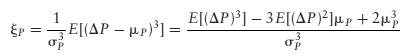 ξ_P = \frac{1}{σ_P^3} E[(ΔP − μ_P)^3] = \frac{E[(ΔP)^3] − 3E[(ΔP)^2]μ_P + 2μ_P^3}{σ_P^3}